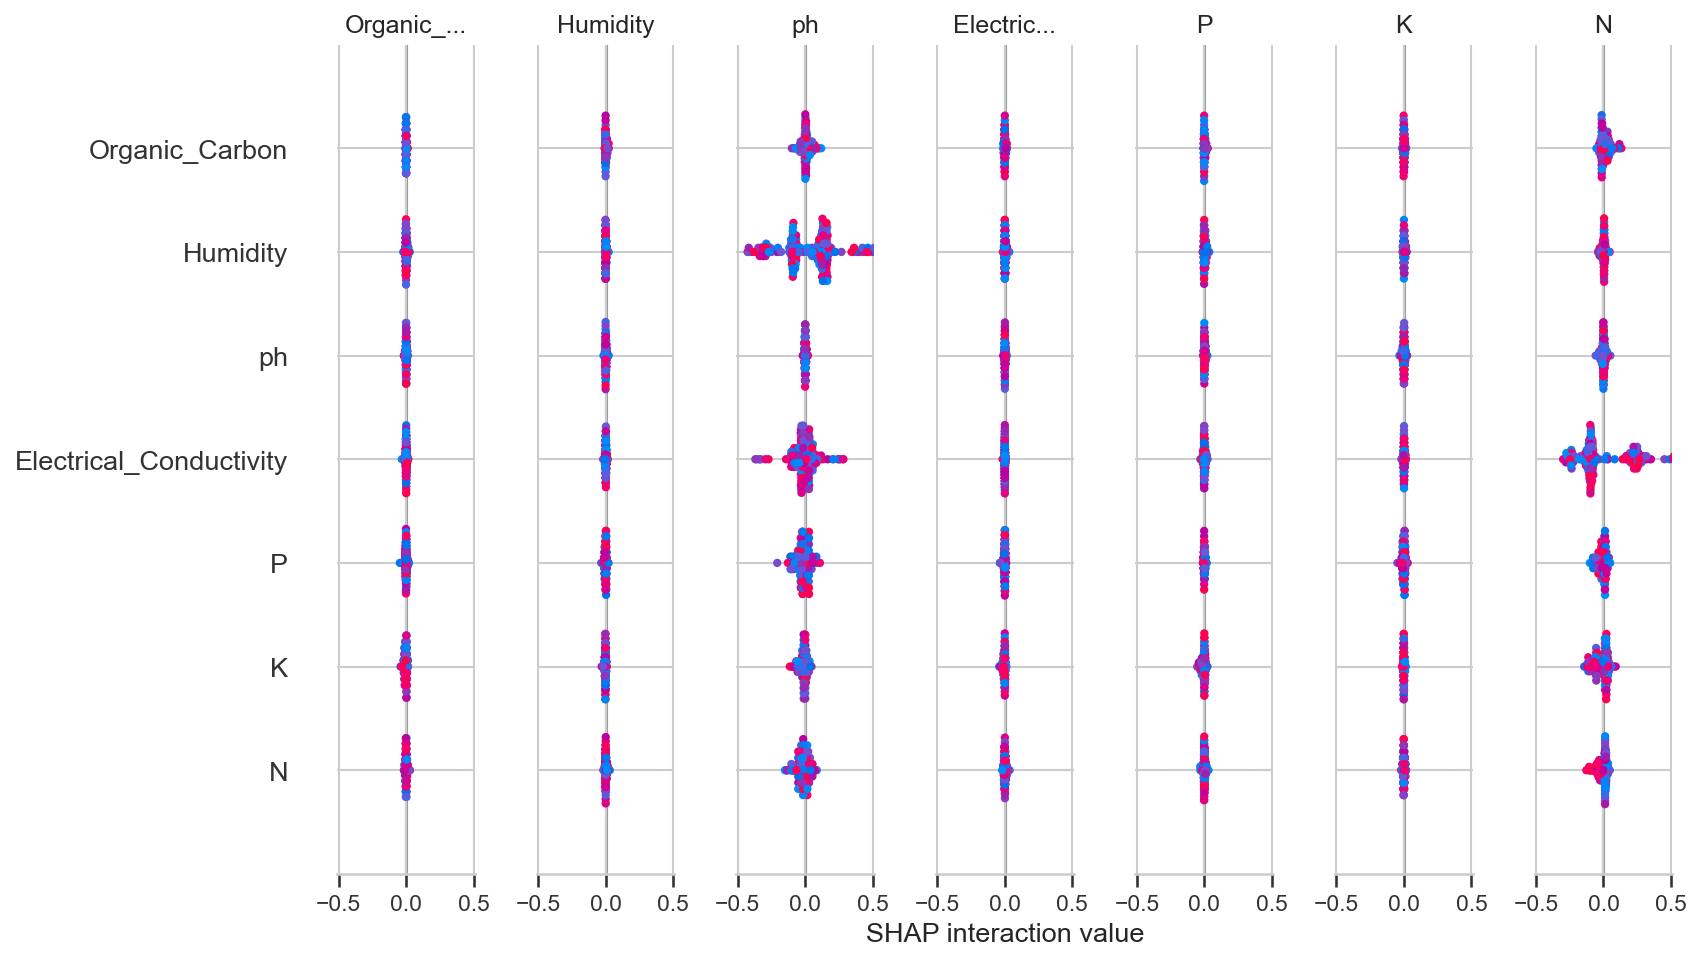 Organic_... Humidity ph Electric... P K N
Organic_Carbon
Humidity
ph
Electrical_Conductivity
P
K
N
−0.5 0.0 0.5 −0.5 0.0 0.5 −0.5 0.0 0.5 −0.5 0.0 0.5 −0.5 0.0 0.5 −0.5 0.0 0.5 −0.5 0.0 0.5
SHAP interaction value